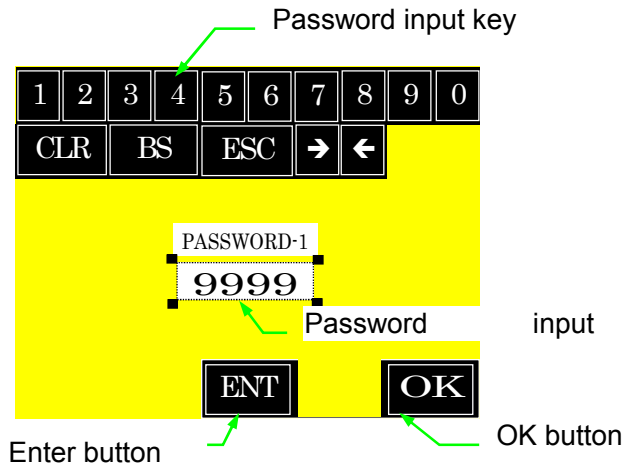 Password input key
1 2 3 4 5 6 7 8 9 0
CLR BS ESC → ←
PASSWORD-1
9999
Password input
ENT OK
OK button
Enter button